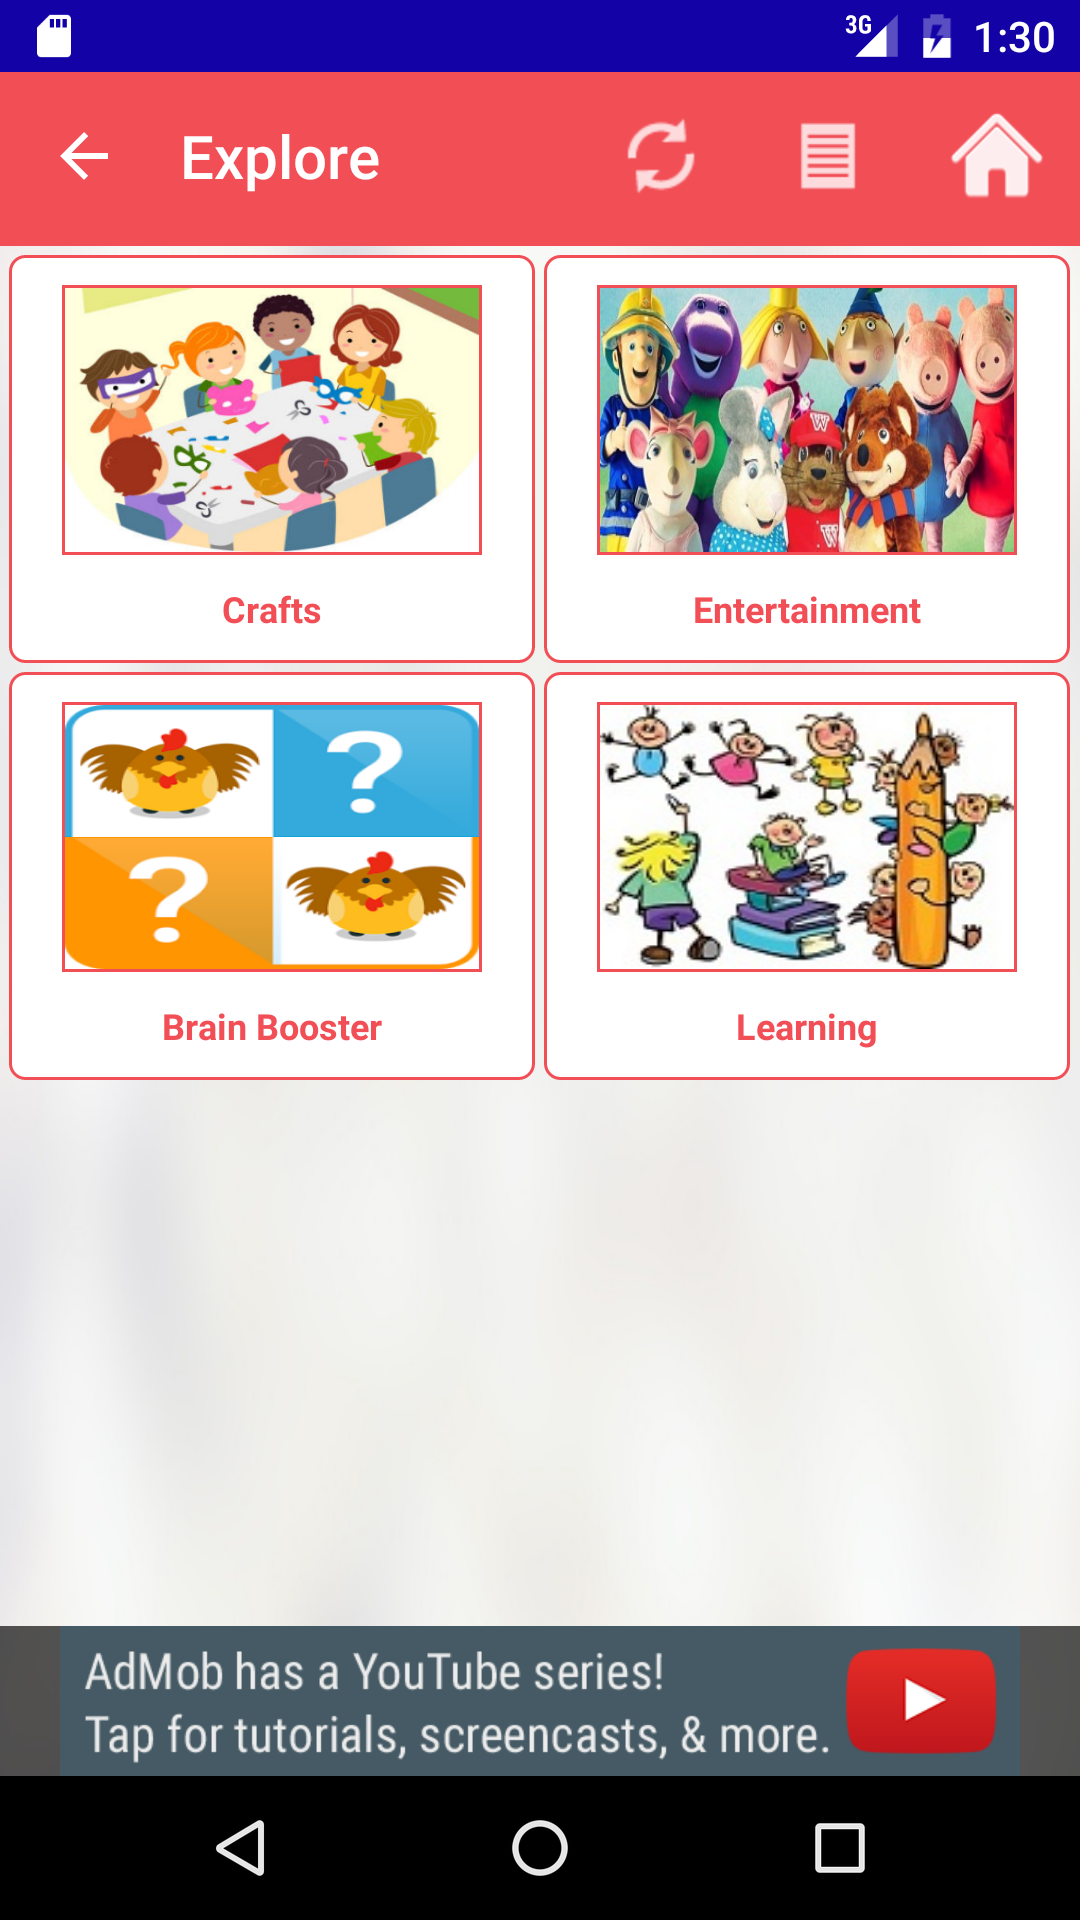 3G 1:30
Explore
W
W
Crafts
Entertainment
? 
?
Brain Booster
Learning
AdMob has a YouTube series!
Tap for tutorials, screencasts, & more.